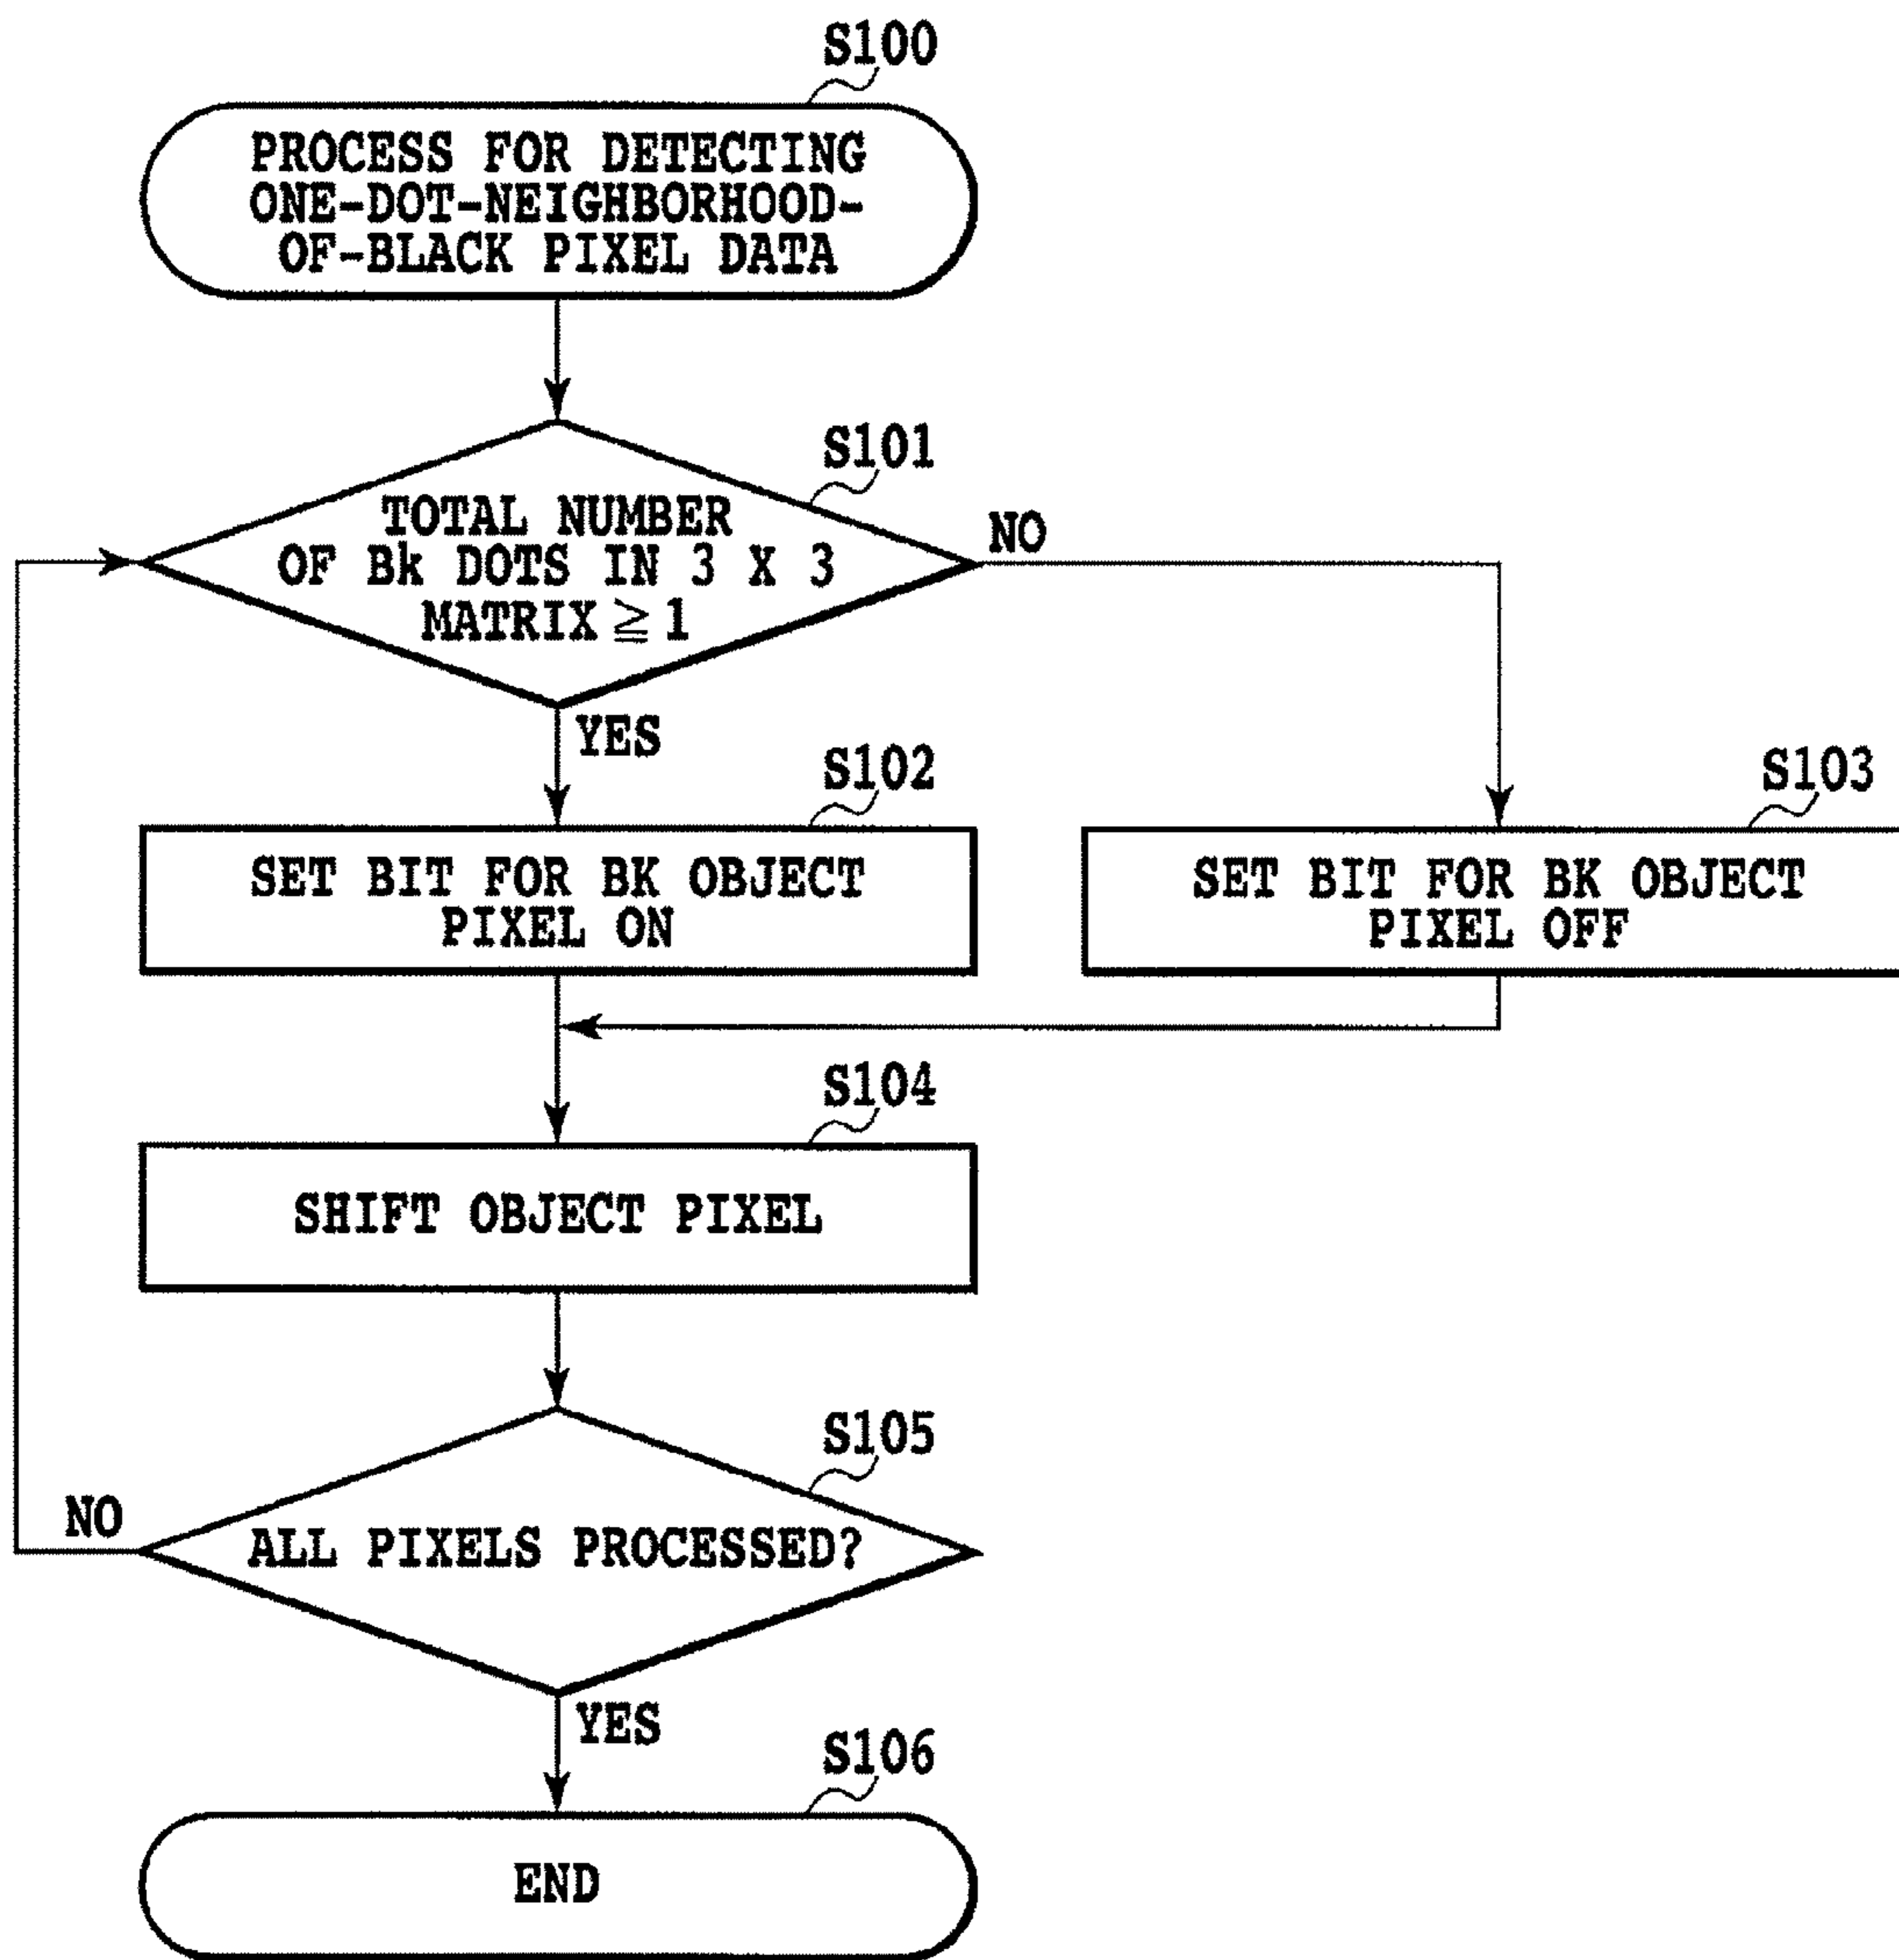 S100
PROCESS FOR DETECTING
ONE-DOT-NEIGHBORHOOD-
OF-BLACK PIXEL DATA
S101
TOTAL NUMBER
OF Bk DOTS IN 3 X 3
MATRIX ≧ 1
NO
YES
S102
SET BIT FOR BK OBJECT
PIXEL ON
S103
SET BIT FOR BK OBJECT
PIXEL OFF
S104
SHIFT OBJECT PIXEL
S105
ALL PIXELS PROCESSED?
NO
YES
S106
END